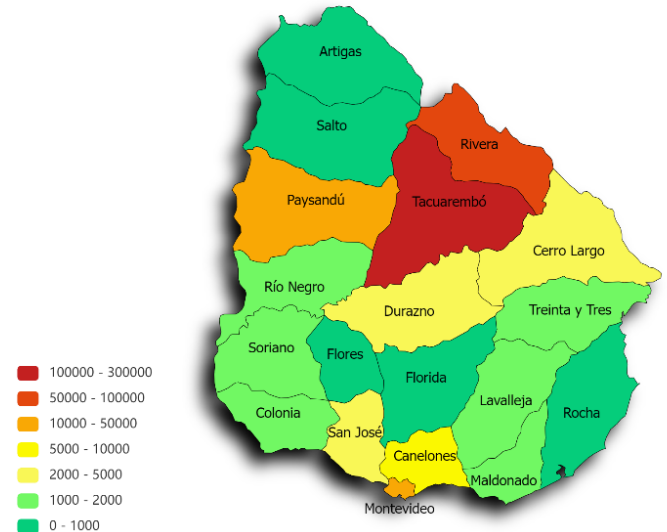 Artigas
Salto
Rivera
Paysandú
Tacuarembó
Cerro Largo
Río Negro
Durazno
Treinta y Tres
Soriano
Flores
Florida
Lavalleja
Colonia
San José
Rocha
Canelones
Maldonado
Montevideo
100000 - 300000
50000 - 100000
10000 - 50000
5000 - 10000
2000 - 5000
1000 - 2000
0 - 1000